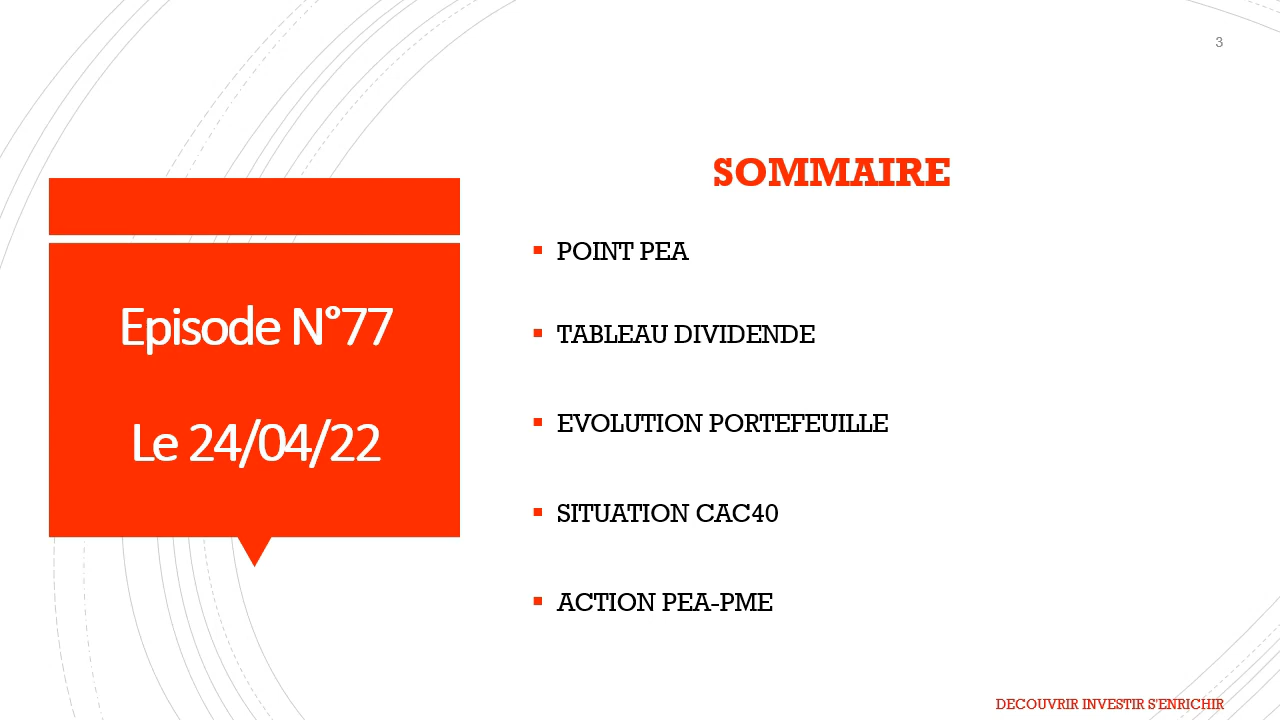 3
SOMMAIRE
Episode N°77
Le 24/04/22
POINT PEA
TABLEAU DIVIDENDE
EVOLUTION PORTEFEUILLE
SITUATION CAC40
ACTION PEA-PME
DECOUVRIR INVESTIR S'ENRICHIR